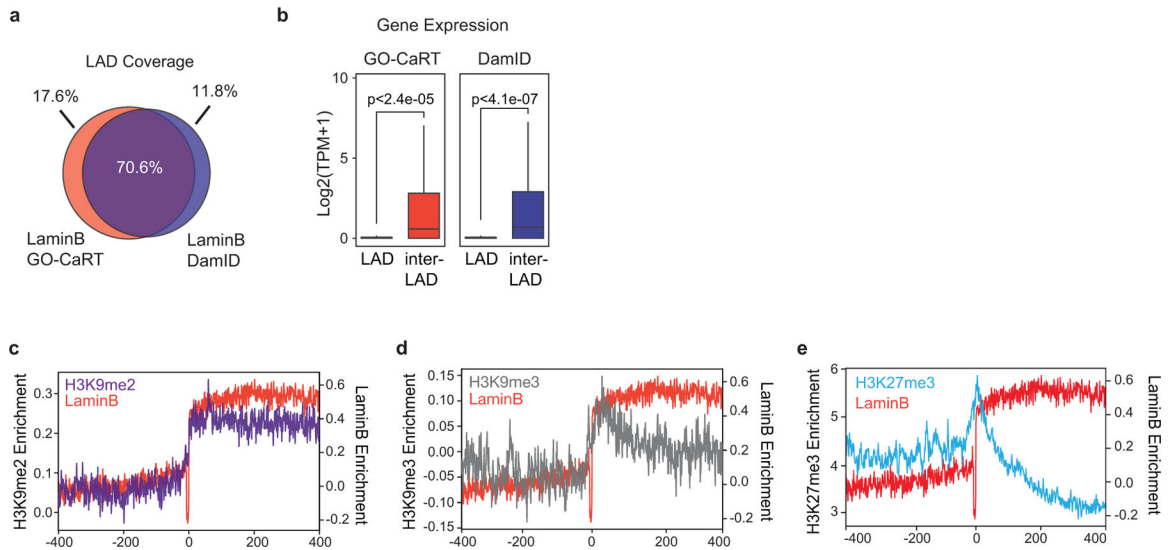 a
LAD Coverage
17.6%
11.8%
70.6%
LaminB
GO-CaRT
LaminB
DamID
b
Gene Expression
GO-CaRT
DamID
Log2(TPM+1)
10
5
0
p<2.4e-05
p<4.1e-07
LAD
inter-
LAD
LAD
inter-
LAD
c
H3K9me2 Enrichment
0.3
0.2
0.1
0.0
H3K9me2
LaminB
0.6
0.4
0.2
0.0
-0.2
LaminB Enrichment
-400
-200
0
200
400
d
H3K9me3 Enrichment
0.15
0.10
0.05
0.00
-0.05
-0.10
-0.15
H3K9me3
LaminB
0.6
0.4
0.2
0.0
-0.2
LaminB Enrichment
-400
-200
0
200
400
e
H3K27me3 Enrichment
6
5
4
3
H3K27me3
LaminB
0.6
0.4
0.2
0.0
-0.2
LaminB Enrichment
-400
-200
0
200
400